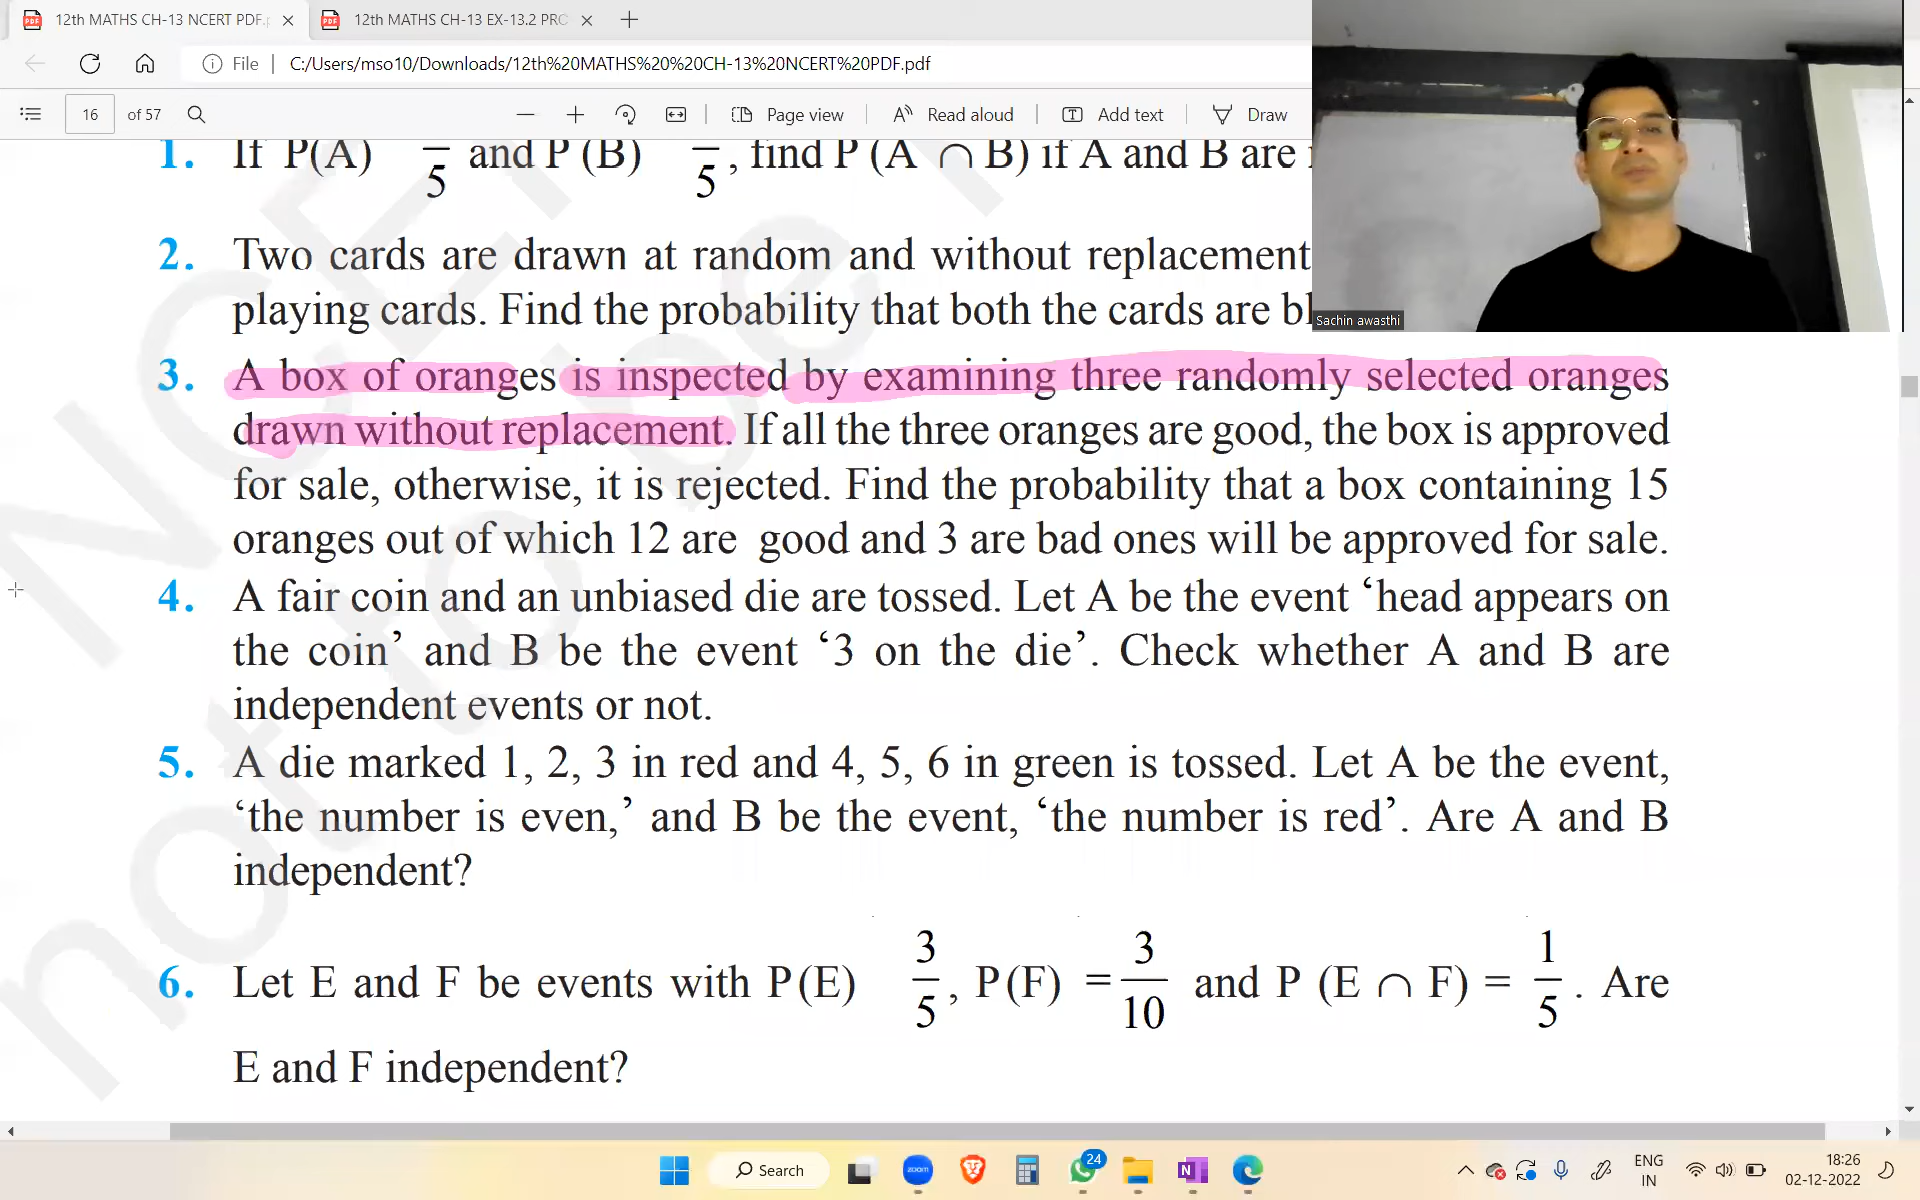 12th MATHS CH-13 NCERT PDF.p
12th MATHS CH-13 EX-13.2 PRO
File
C:/Users/mso10/Downloads/12th%20MATHS%20%20CH-13%20NCERT%20PDF.pdf
16 of 57
Page view
Read aloud
Add text
Draw
Sachin awasthi
1. If P(A) 5 and P (B) 5 , find P (A ∩ B) if A and B are
2. Two cards are drawn at random and without replacement
playing cards. Find the probability that both the cards are bl
3. A box of oranges is inspected by examining three randomly selected oranges
drawn without replacement. If all the three oranges are good, the box is approved
for sale, otherwise, it is rejected. Find the probability that a box containing 15
oranges out of which 12 are good and 3 are bad ones will be approved for sale.
4. A fair coin and an unbiased die are tossed. Let A be the event ‘head appears on
the coin’ and B be the event ‘3 on the die’. Check whether A and B are
independent events or not.
5. A die marked 1, 2, 3 in red and 4, 5, 6 in green is tossed. Let A be the event,
‘the number is even,’ and B be the event, ‘the number is red’. Are A and B
independent?
6. Let E and F be events with P(E) 3/5, P(F) = 3/10 and P (E ∩ F) = 1/5. Are
E and F independent?
not to be
Search
zoom
24
ENG
IN
18:26
02-12-2022